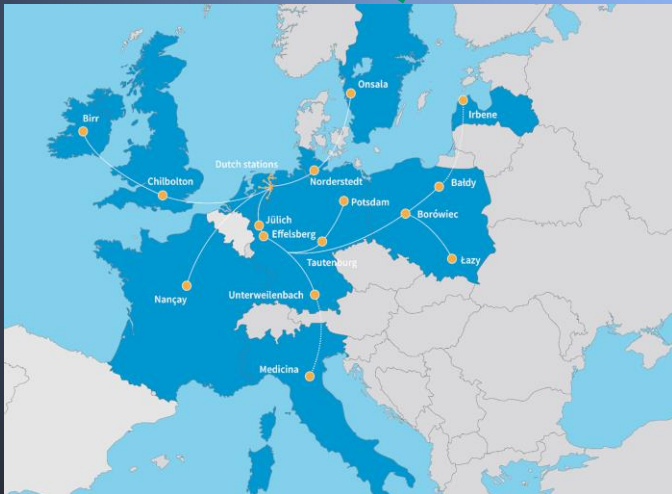 Onsala
Irbene
Birr
Dutch stations
Chilbolton
Norderstedt
Bałdy
Potsdam
Borówiec
Jülich
Effelsberg
Tautenburg
Łazy
Nançay
Unterweilenbach
Medicina